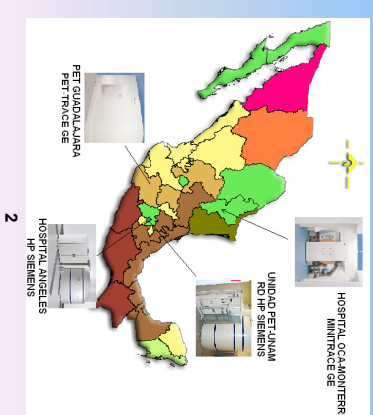 HOSPITAL OCA-MONTERR
MINITRACE GE
UNIDAD PET-UNAM
RD HP SIEMENS
PET GUADALAJARA
PET-TRACE GE
HOSPITAL ANGELES
HP SIEMENS
2